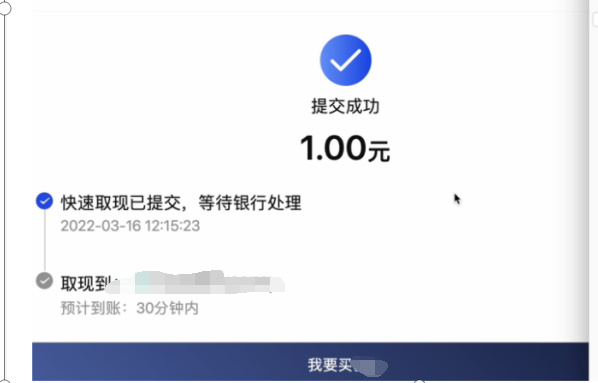 提交成功
1.00元
快速取现已提交，等待银行处理
2022-03-16 12:15:23
取现到
预计到账：30分钟内
我要买